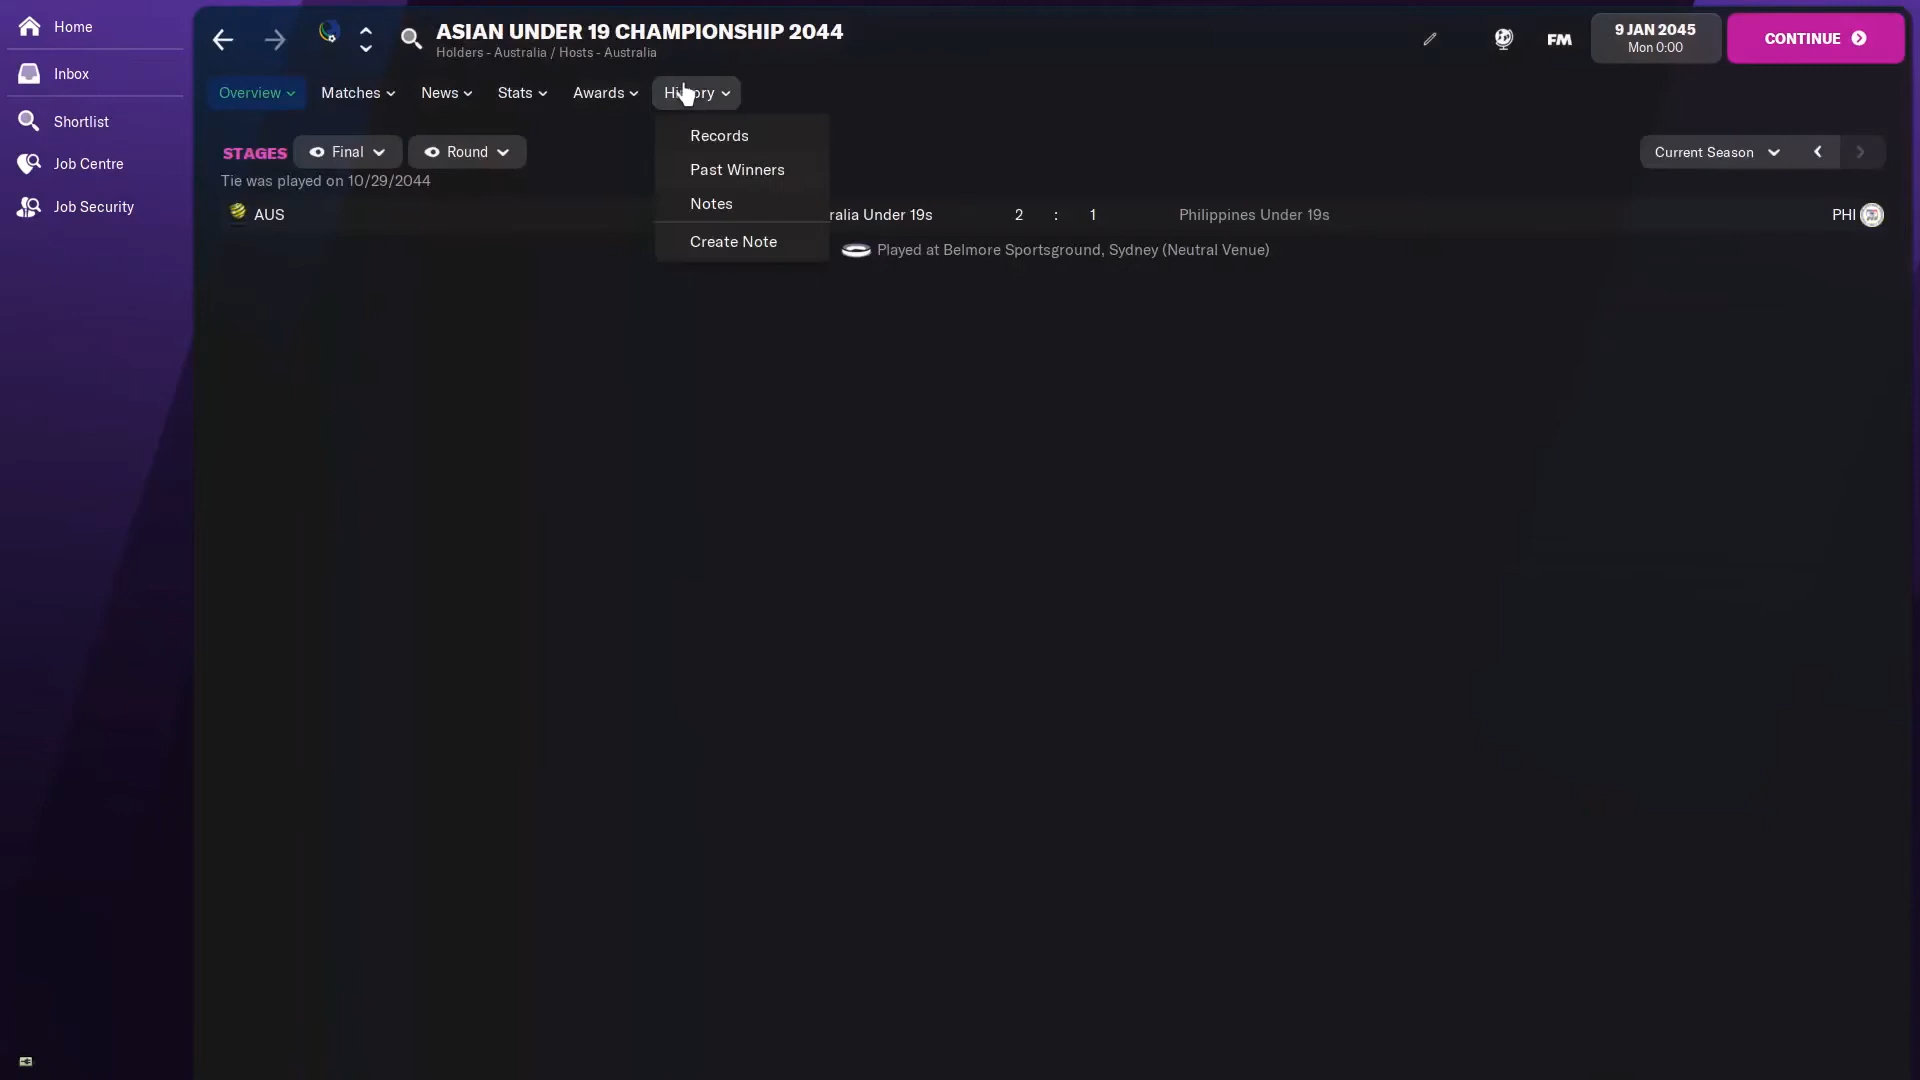 Home
Inbox
Shortlist
Job Centre
Job Security
ASIAN UNDER 19 CHAMPIONSHIP 2044
Holders - Australia / Hosts - Australia
FM
9 JAN 2045
Mon 0:00
CONTINUE
Overview
Matches
News
Stats
Awards
Records
Past Winners
Notes
Create Note
STAGES
Final
Round
Current Season
Tie was played on 10/29/2044
AUS ralia Under 19s 2 : 1 Philippines Under 19s PHI
Played at Belmore Sportsground, Sydney (Neutral Venue)